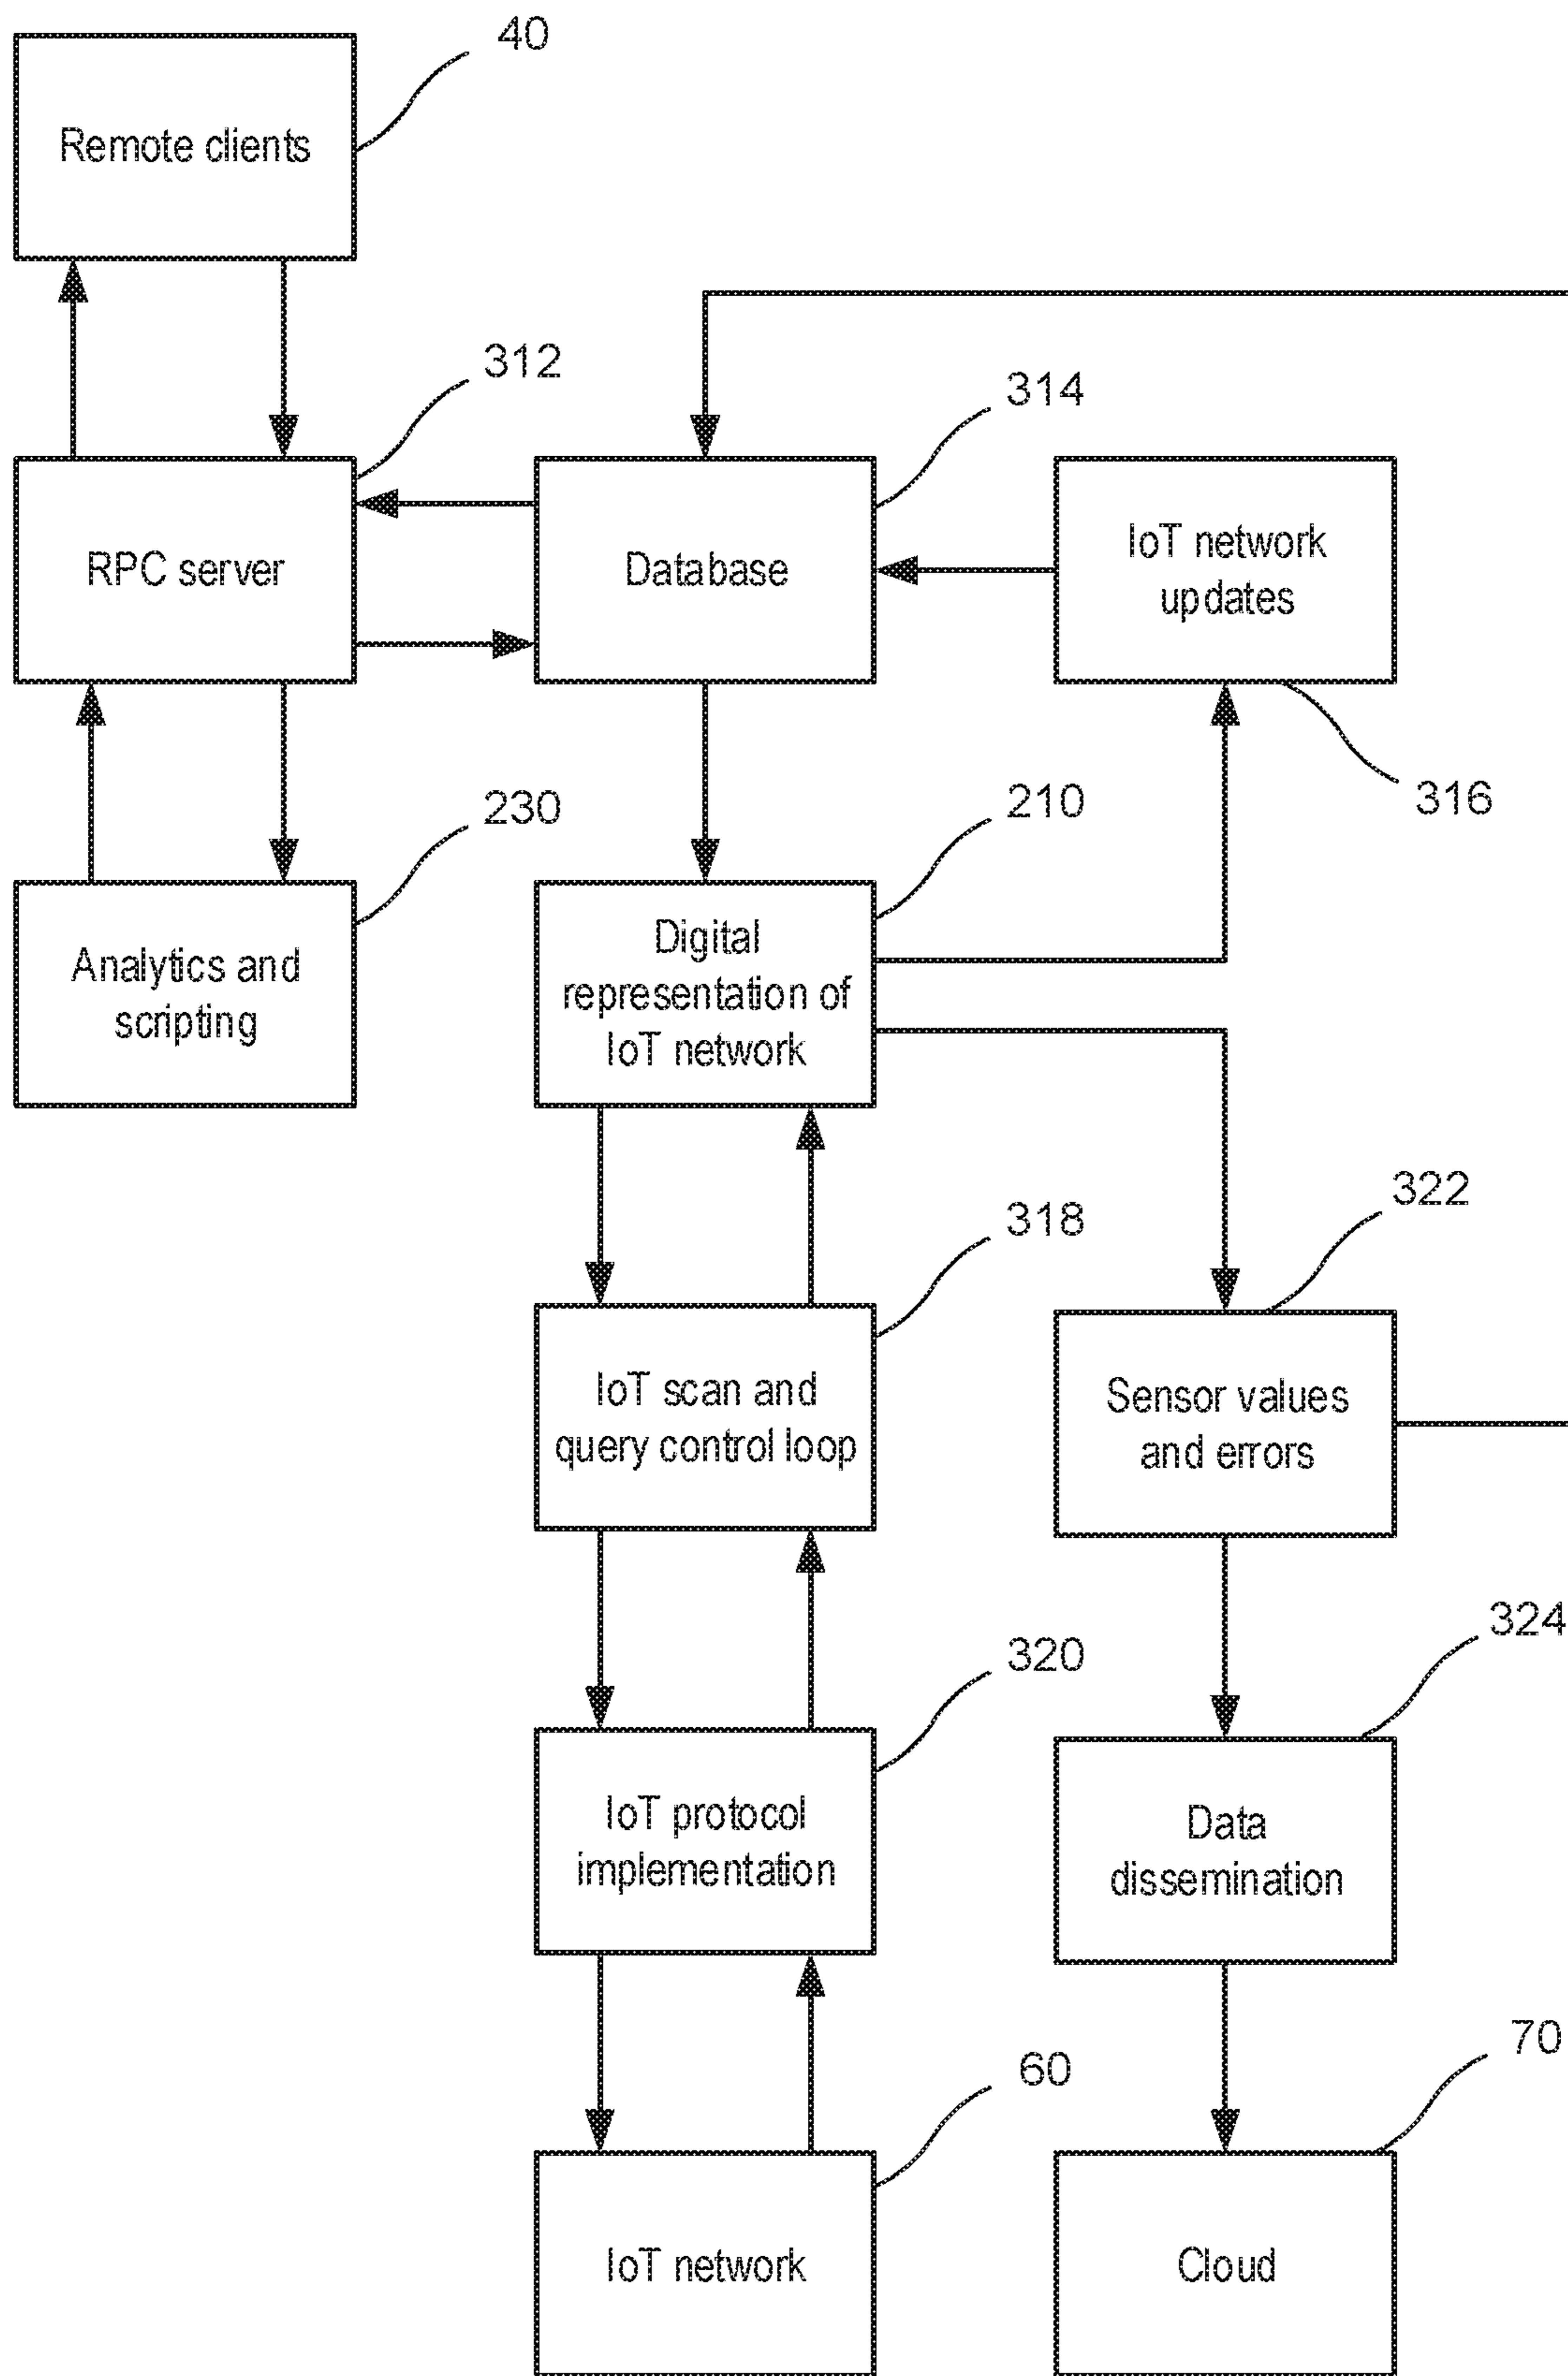 40
Remote clients
312
314
RPC server
Database
IoT network
updates
316
230
210
Analytics and
scripting
Digital
representation of
IoT network
318
322
IoT scan and
query control loop
Sensor values
and errors
320
324
IoT protocol
implementation
Data
dissemination
60
70
IoT network
Cloud